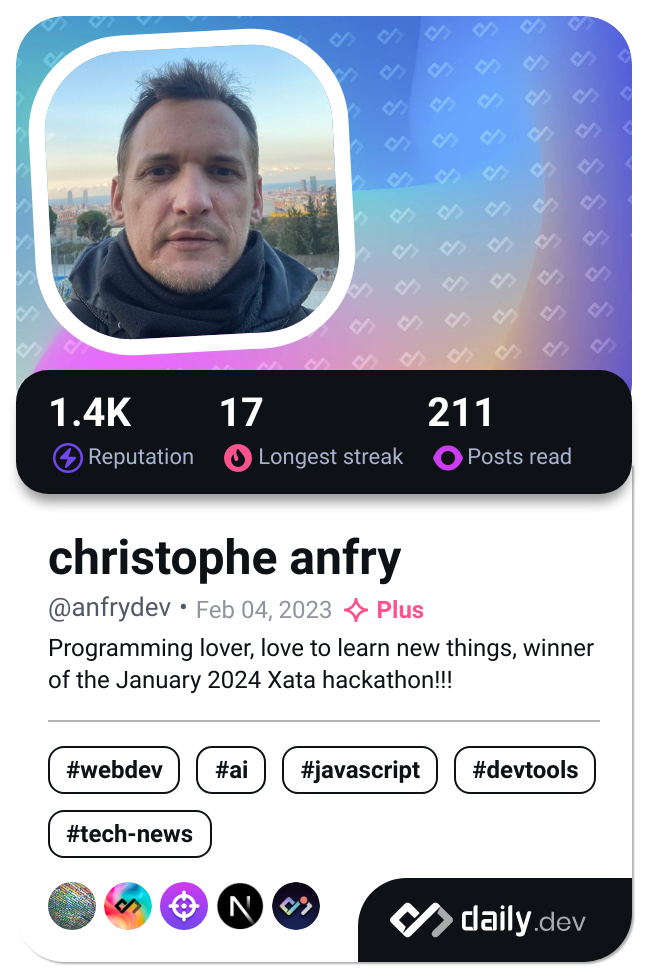 1.4K 17 211
Reputation Longest streak Posts read
christophe anfry
@anfrydev • Feb 04, 2023 Plus
Programming lover, love to learn new things, winner
of the January 2024 Xata hackathon!!!
#webdev #ai #javascript #devtools
#tech-news
N
daily.dev